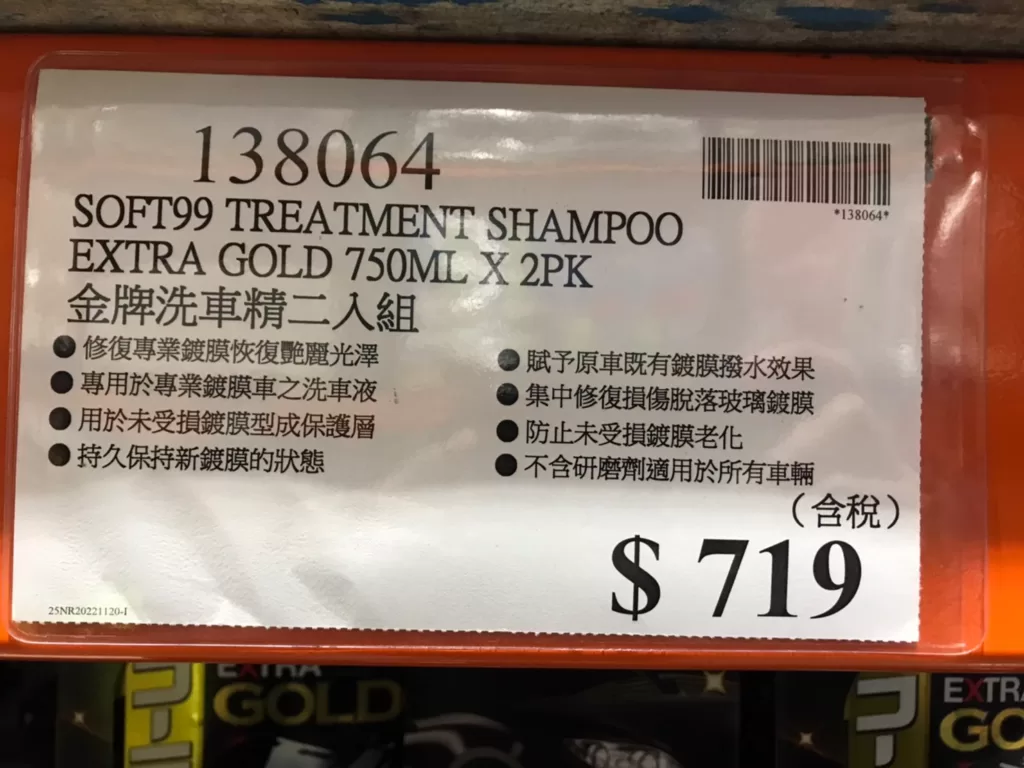 138064
*138064*
SOFT99 TREATMENT SHAMPOO
EXTRA GOLD 750ML X 2PK
金牌洗車精二入組
●修復專業鍍膜恢復艷麗光澤
●專用於專業鍍膜車之洗車液
●用於未受損鍍膜型成保護層
●持久保持新鍍膜的狀態
●賦予原車既有鍍膜撥水效果
●集中修復損傷脫落玻璃鍍膜
●防止未受損鍍膜老化
●不含研磨劑適用於所有車輛
(含稅)
$ 719
25NR20221120-I
EXTRA
GOLD
EXTRA
GO